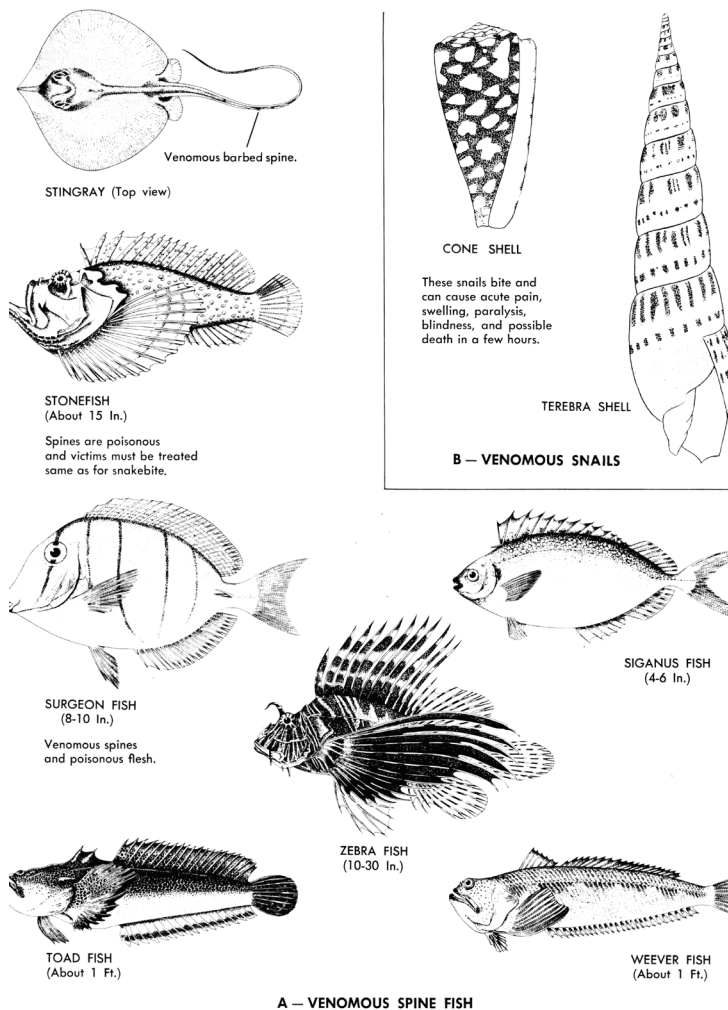 Venomous barbed spine.
STINGRAY (Top view)
STONEFISH
(About 15 In.)
Spines are poisonous
and victims must be treated
same as for snakebite.
CONE SHELL
These snails bite and
can cause acute pain,
swelling, paralysis,
blindness, and possible
death in a few hours.
TEREBRA SHELL
B — VENOMOUS SNAILS
SURGEON FISH
(8-10 In.)
Venomous spines
and poisonous flesh.
SIGANUS FISH
(4-6 In.)
ZEBRA FISH
(10-30 In.)
TOAD FISH
(About 1 Ft.)
WEEVER FISH
(About 1 Ft.)
A — VENOMOUS SPINE FISH